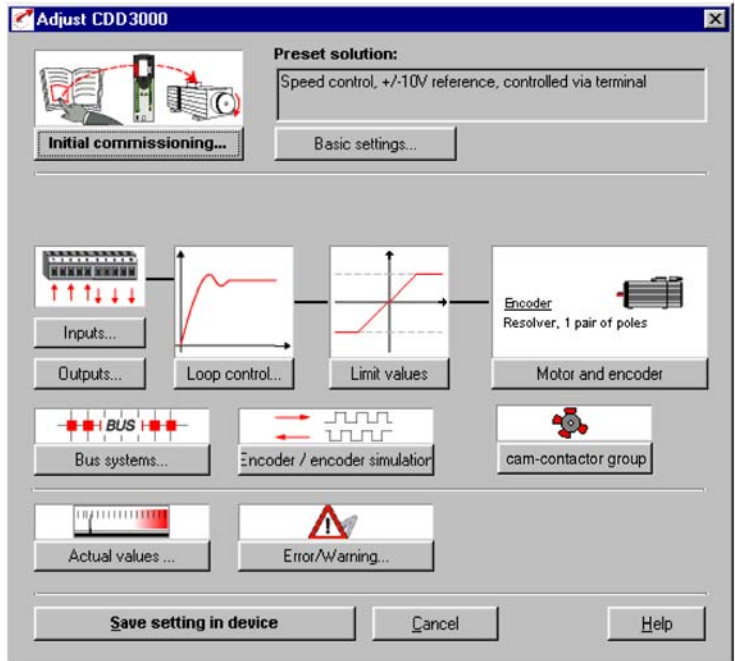 Adjust CDD3000
Preset solution:
Speed control, +/-10V reference, controlled via terminal
Initial commissioning...
Basic settings...
Encoder
Resolver, 1 pair of poles
Inputs...
Outputs...
Loop control...
Limit values
Motor and encoder
BUS
Bus systems...
Encoder / encoder simulation
cam-contactor group
Actual values ...
Error/Warning...
Save setting in device
Cancel
Help